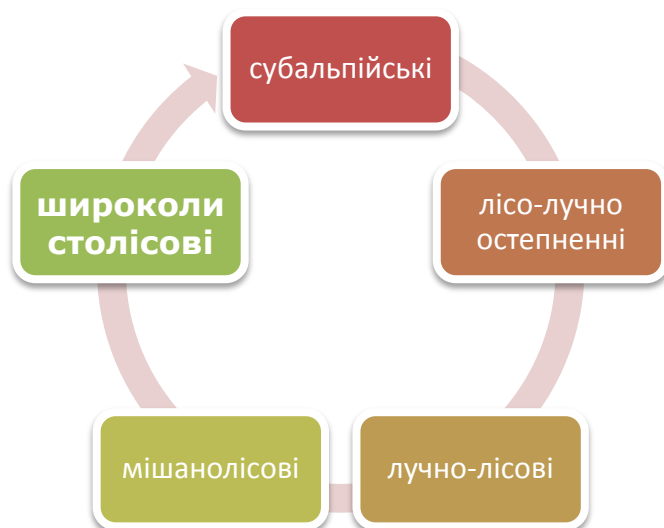 субальпійські
лісо-лучно
остепненні
лучно-лісові
мішанолісові
широколи
столісові